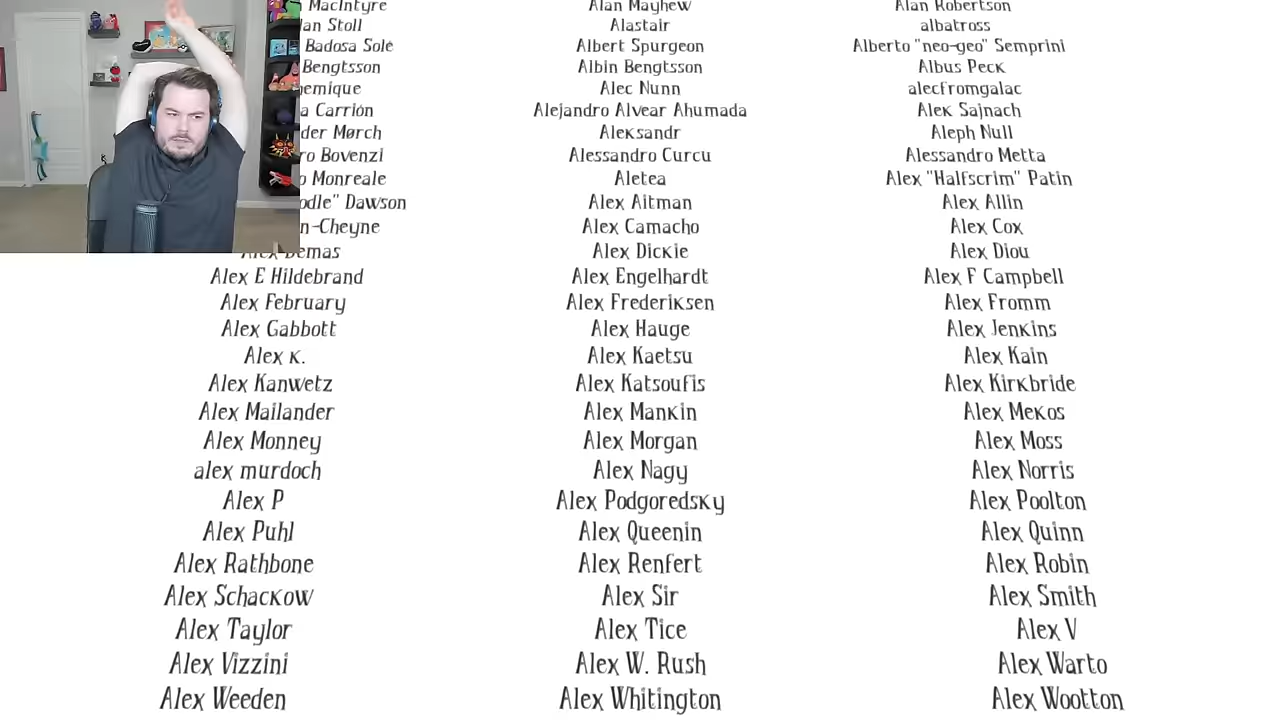 MacIntyre Alan Mayhew Alan Robertson
Stoll Alastair albatross
Badosa Sole Albert Spurgeon Alberto "neo-geo" Semprini
Bengtsson Albin Bengtsson Albus Peck
Alec Nunn alecfromgalac
Carrión Alejandro Alvear Ahumada Alek Sajnach
Mørch Aleksandr Aleph Null
Bovenzi Alessandro Curcu Alessandro Metta
Monreale Aletea Alex "Halfscrim" Patin
Dawson Alex Aitman Alex Allin
Cheyne Alex Camacho Alex Cox
Alex Demas Alex Dickie Alex Diou
Alex E Hildebrand Alex Engelhardt Alex F Campbell
Alex February Alex Frederiksen Alex Fromm
Alex Gabbott Alex Hauge Alex Jenkins
Alex K. Alex Kaetsu Alex Kain
Alex Kanwetz Alex Katsoufis Alex Kirkbride
Alex Mailander Alex Mankin Alex Mekos
Alex Monney Alex Morgan Alex Moss
alex murdoch Alex Nagy Alex Norris
Alex P Alex Podgoredsky Alex Poolton
Alex Puhl Alex Queenin Alex Quinn
Alex Rathbone Alex Renfert Alex Robin
Alex Schackow Alex Sir Alex Smith
Alex Taylor Alex Tice Alex V
Alex Vizzini Alex W. Rush Alex Warto
Alex Weeden Alex Whitington Alex Wootton